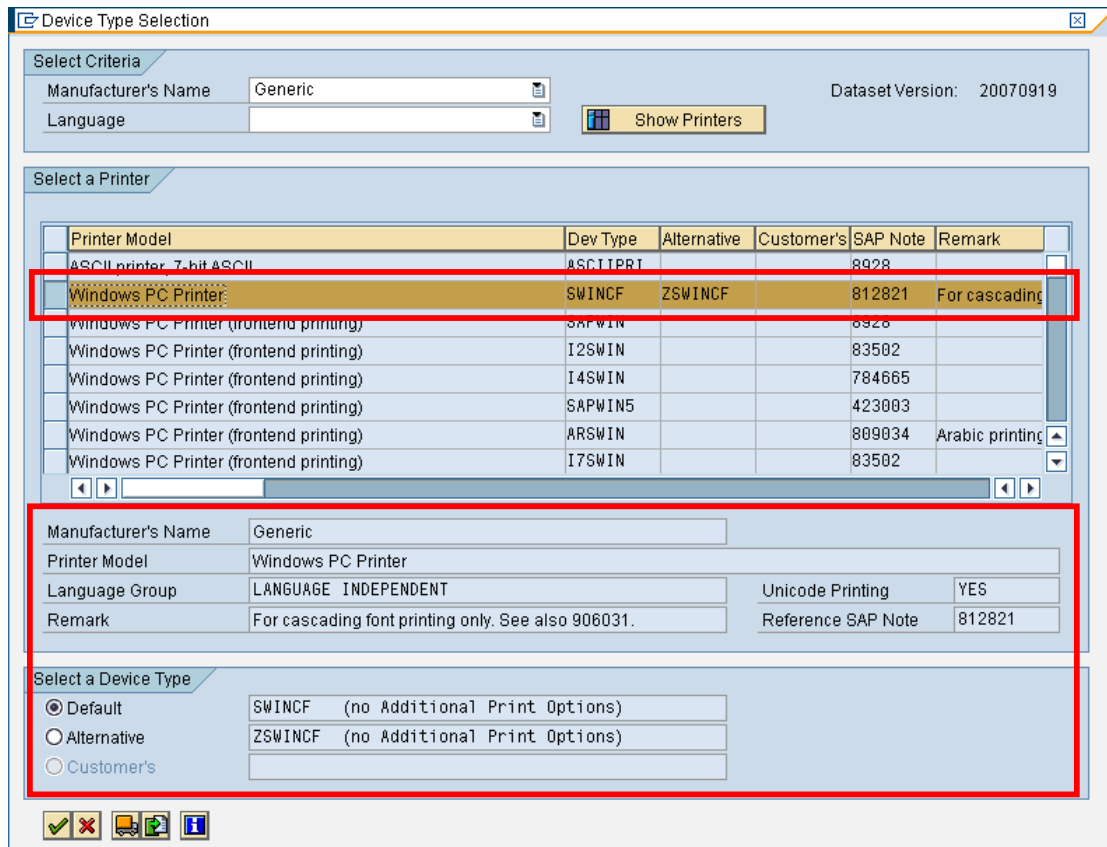 Device Type Selection
Select Criteria
Manufacturer's Name Generic Dataset Version: 20070919
Language Show Printers
Select a Printer
Printer Model Dev Type Alternative Customer's SAP Note Remark
ASCII printer, 7-bit ASCII ASCIIPRI 8928
Windows PC Printer SWINCF ZSWINCF 812821 For cascading
Windows PC Printer (frontend printing) SAPWIN 8928
Windows PC Printer (frontend printing) I2SWIN 83502
Windows PC Printer (frontend printing) I4SWIN 784665
Windows PC Printer (frontend printing) SAPWIN5 423003
Windows PC Printer (frontend printing) ARSWIN 809034 Arabic printing
Windows PC Printer (frontend printing) I7SWIN 83502
Manufacturer's Name Generic
Printer Model Windows PC Printer
Language Group LANGUAGE INDEPENDENT Unicode Printing YES
Remark For cascading font printing only. See also 906031. Reference SAP Note 812821
Select a Device Type
Default SWINCF (no Additional Print Options)
Alternative ZSWINCF (no Additional Print Options)
Customer's